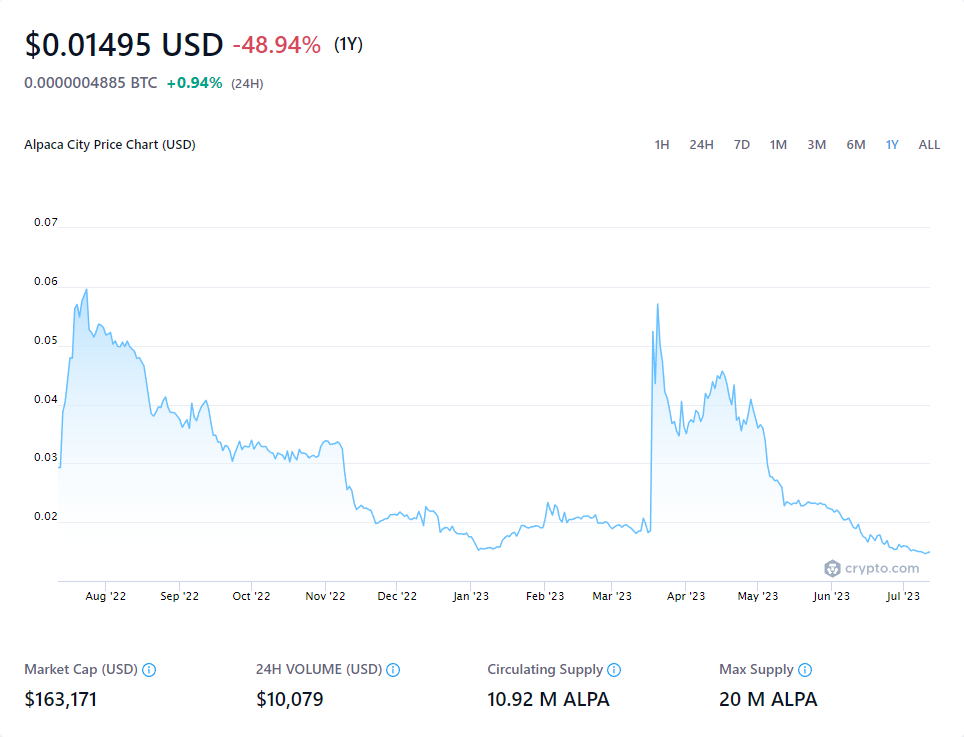 $0.01495 USD -48.94% (1Y)
0.0000004885 BTC +0.94% (24H)
Alpaca City Price Chart (USD) 1H 24H 7D 1M 3M 6M 1Y ALL
0.07
0.06
0.05
0.04
0.03
0.02
crypto.com
Aug '22 Sep '22 Oct '22 Nov '22 Dec '22 Jan '23 Feb '23 Mar '23 Apr '23 May '23 Jun '23 Jul '23
Market Cap (USD) 24H VOLUME (USD) Circulating Supply Max Supply
$163,171 $10,079 10.92 M ALPA 20 M ALPA